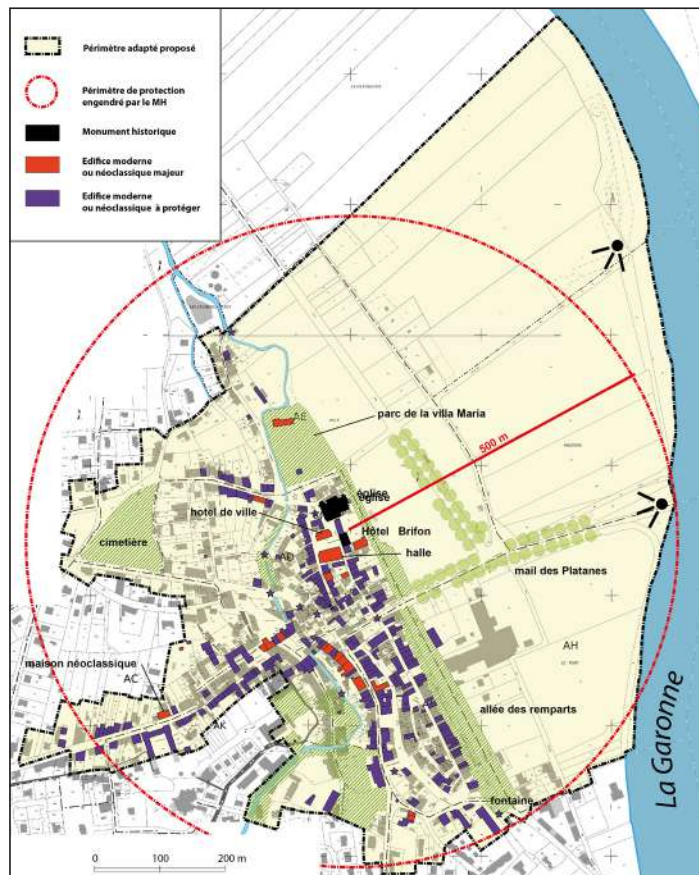 Périmètre adapté proposé
Périmètre de protection
engendré par le MH
Monument historique
Edifice moderne
ou néoclassique majeur
Edifice moderne
ou néoclassique à protéger
AE
parc de la villa Maria
500 m
église
église
hotel de ville
Hôtel Brifon
halle
cimetière
AD
mail des Platanes
AH
maison néoclassique
AC
AK
allée des remparts
fontaine
La Garonne
0 100 200 m